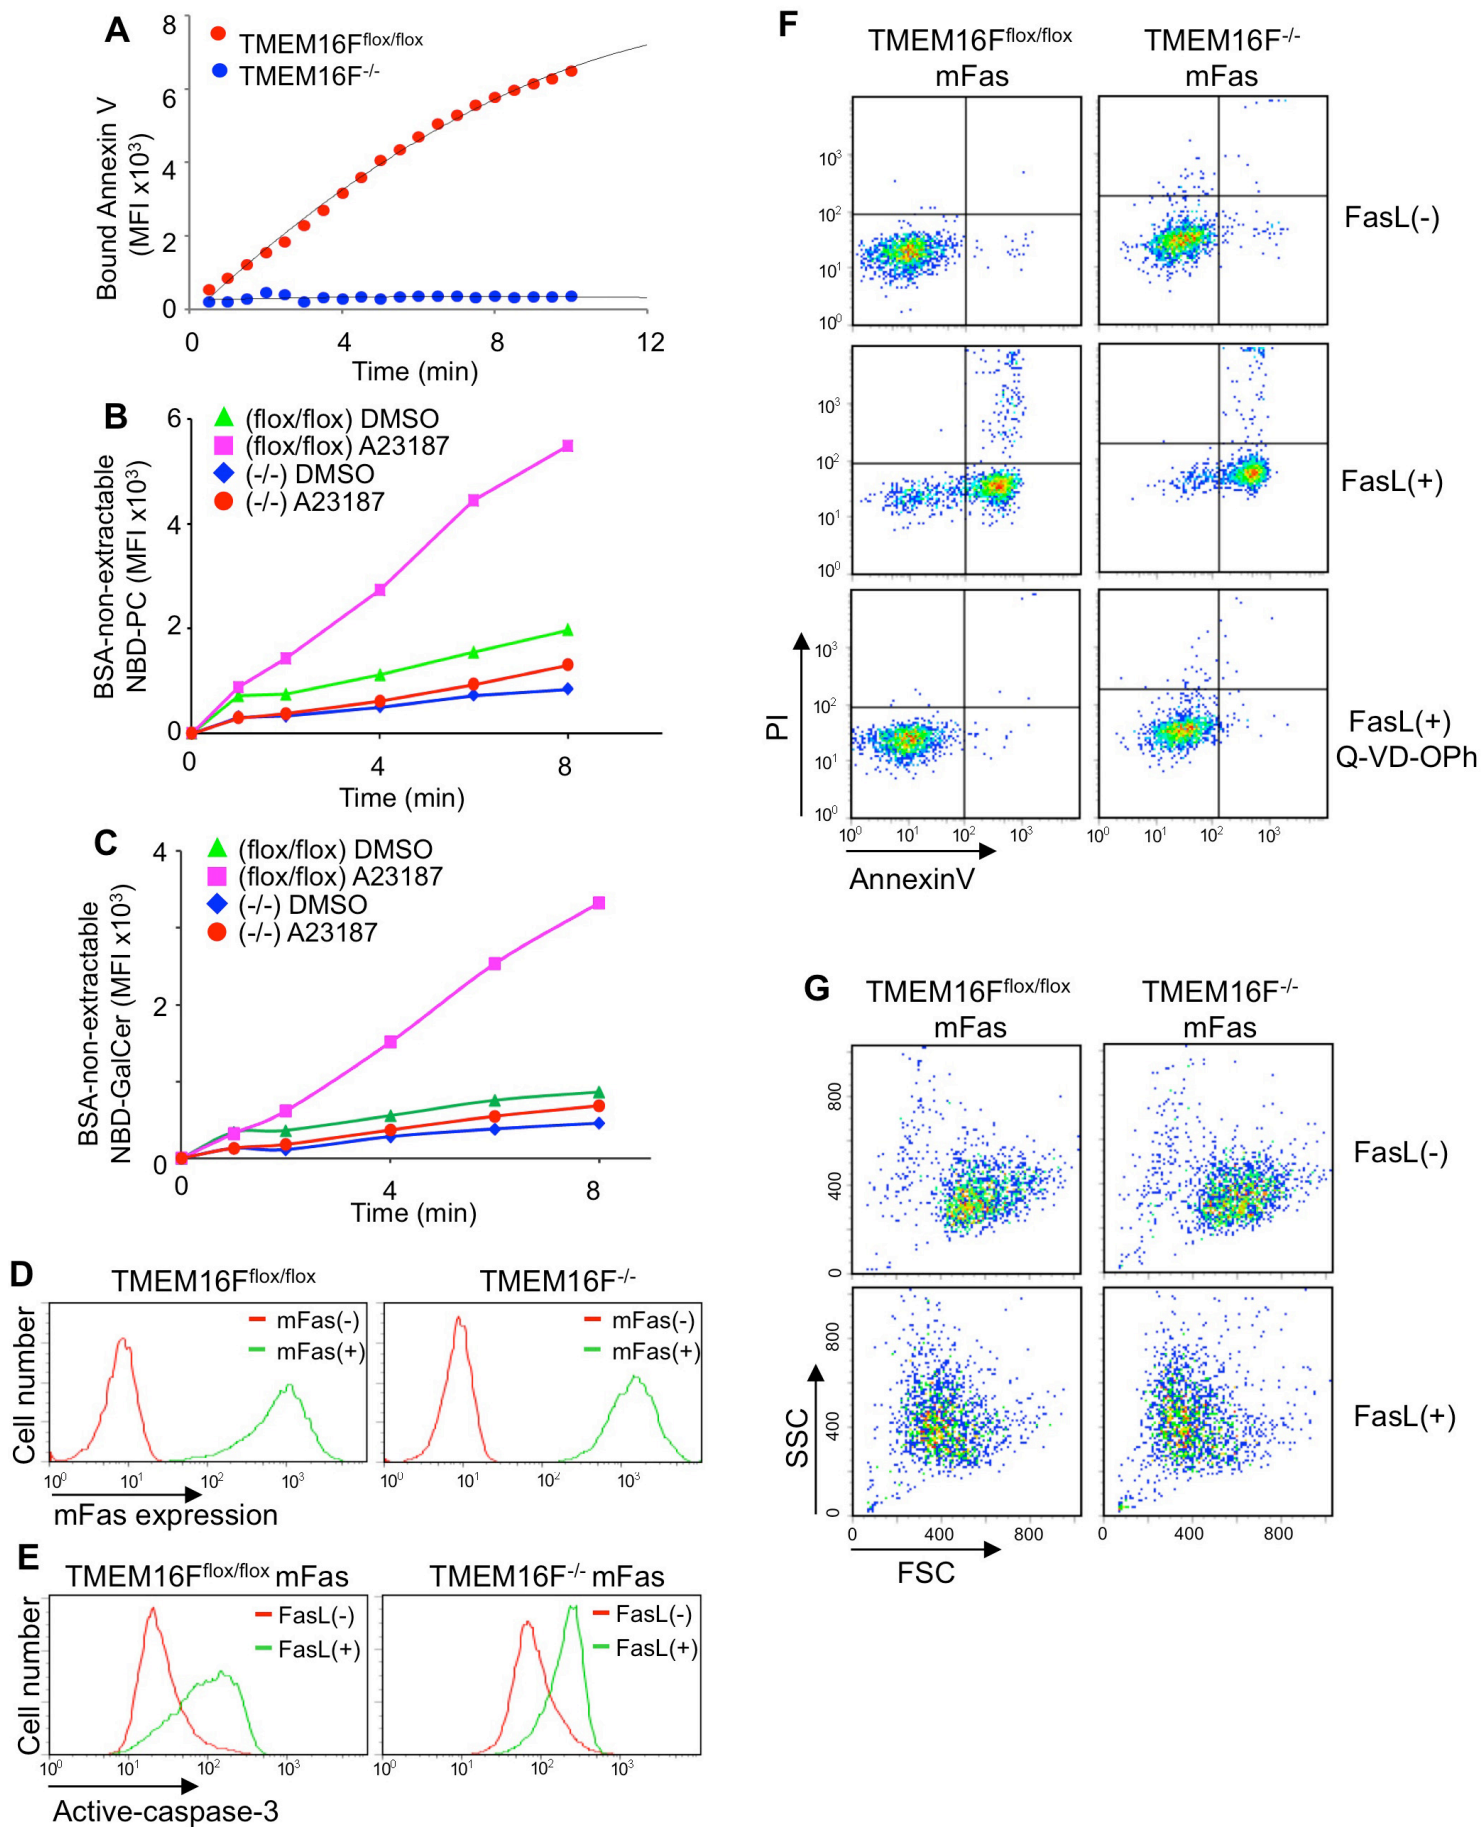 A
TMEM16Fflox/flox
TMEM16F-/-
Bound Annexin V
(MFI x10³)
8
6
4
2
0
0 4 8 12
Time (min)
B
(flox/flox) DMSO
(flox/flox) A23187
(-/-) DMSO
(-/-) A23187
BSA-non-extractable
NBD-PC (MFI x10³)
6
4
2
0
0 4 8
Time (min)
C
(flox/flox) DMSO
(flox/flox) A23187
(-/-) DMSO
(-/-) A23187
BSA-non-extractable
NBD-GalCer (MFI x10³)
4
2
0
0 4 8
Time (min)
D
TMEM16Fflox/flox
TMEM16F-/-
Cell number
mFas(-)
mFas(+)
mFas(-)
mFas(+)
10⁰ 10¹ 10² 10³
10⁰ 10¹ 10² 10³
mFas expression
E
TMEM16Fflox/flox mFas
TMEM16F-/- mFas
Cell number
FasL(-)
FasL(+)
FasL(-)
FasL(+)
10⁰ 10¹ 10² 10³
10⁰ 10¹ 10² 10³
Active-caspase-3
F
TMEM16Fflox/flox
mFas
TMEM16F-/-
mFas
10³
10²
10¹
10⁰
FasL(-)
10³
10²
10¹
10⁰
FasL(+)
10³
10²
10¹
10⁰
FasL(+)
Q-VD-OPh
PI
10⁰ 10¹ 10² 10³
10⁰ 10¹ 10² 10³
AnnexinV
G
TMEM16Fflox/flox
mFas
TMEM16F-/-
mFas
800
400
0
FasL(-)
800
400
0
FasL(+)
SSC
0 400 800
0 400 800
FSC